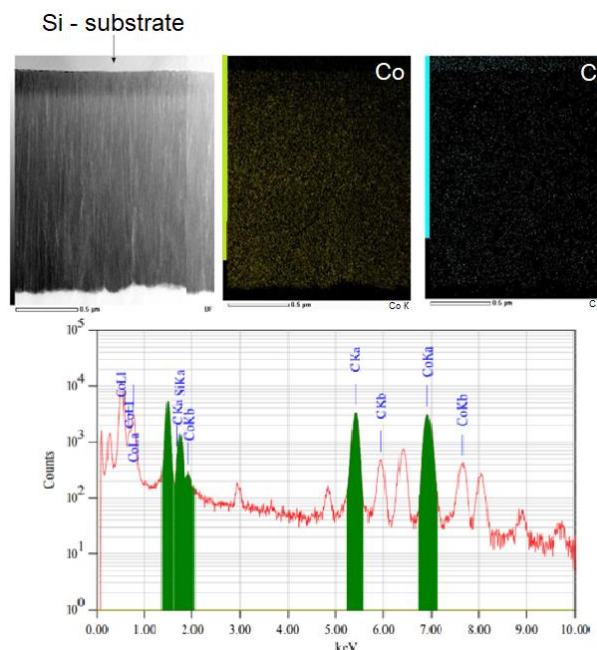 Si - substrate
Co
C
0.5 µm
BF
0.5 µm
Co K
0.5 µm
C
10^5
10^4
10^3
10^2
10^1
10^0
Counts
CoLl
CoLl
CoLa
CKa
SiKa
CoKb
CKa
CKb
CoKa
CoKb
0.00
1.00
2.00
3.00
4.00
5.00
6.00
7.00
8.00
9.00
10.00
keV